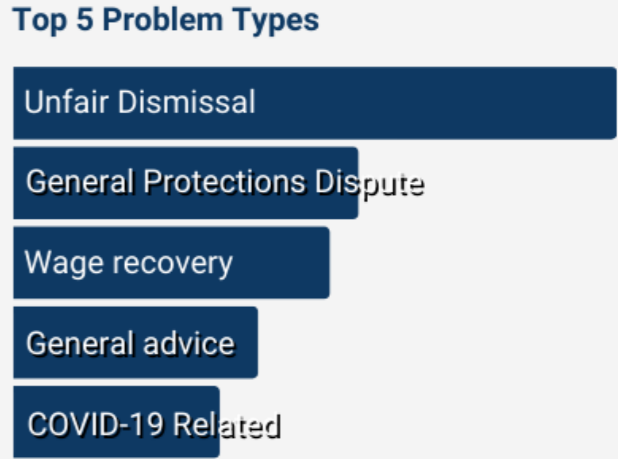 Top 5 Problem Types
Unfair Dismissal
General Protections Dispute
Wage recovery
General advice
COVID-19 Related